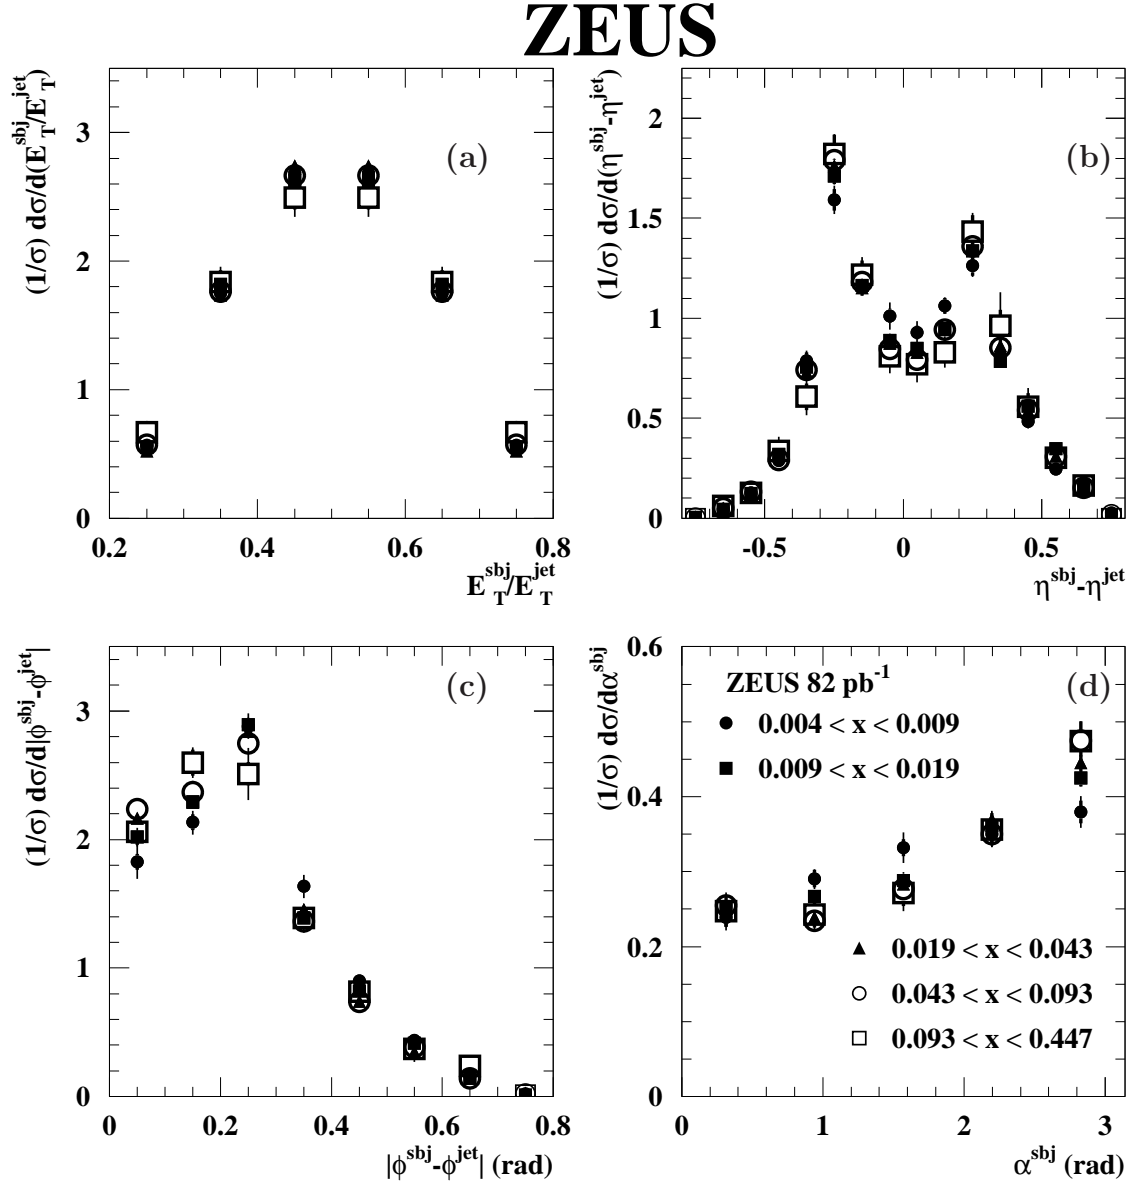 ZEUS
(1/σ) dσ/d(E_T^sbj/E_T^jet)
(a)
3
2
1
0
0.2 0.4 0.6 0.8
E_T^sbj/E_T^jet
(1/σ) dσ/d(η^sbj-η^jet)
(b)
2
1.5
1
0.5
0
-0.5 0 0.5
η^sbj-η^jet
(1/σ) dσ/d|ϕ^sbj-ϕ^jet|
(c)
3
2
1
0
0 0.2 0.4 0.6 0.8
|ϕ^sbj-ϕ^jet| (rad)
(1/σ) dσ/dα^sbj
(d)
0.6
0.4
0.2
0
ZEUS 82 pb^-1
0.004 < x < 0.009
0.009 < x < 0.019
0.019 < x < 0.043
0.043 < x < 0.093
0.093 < x < 0.447
0 1 2 3
α^sbj (rad)